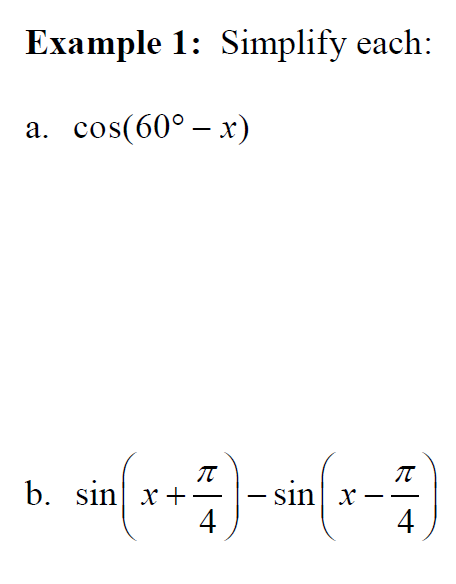 Example 1: Simplify each:
a. cos(60° – x)
b. sin(x + π/4) – sin(x – π/4)